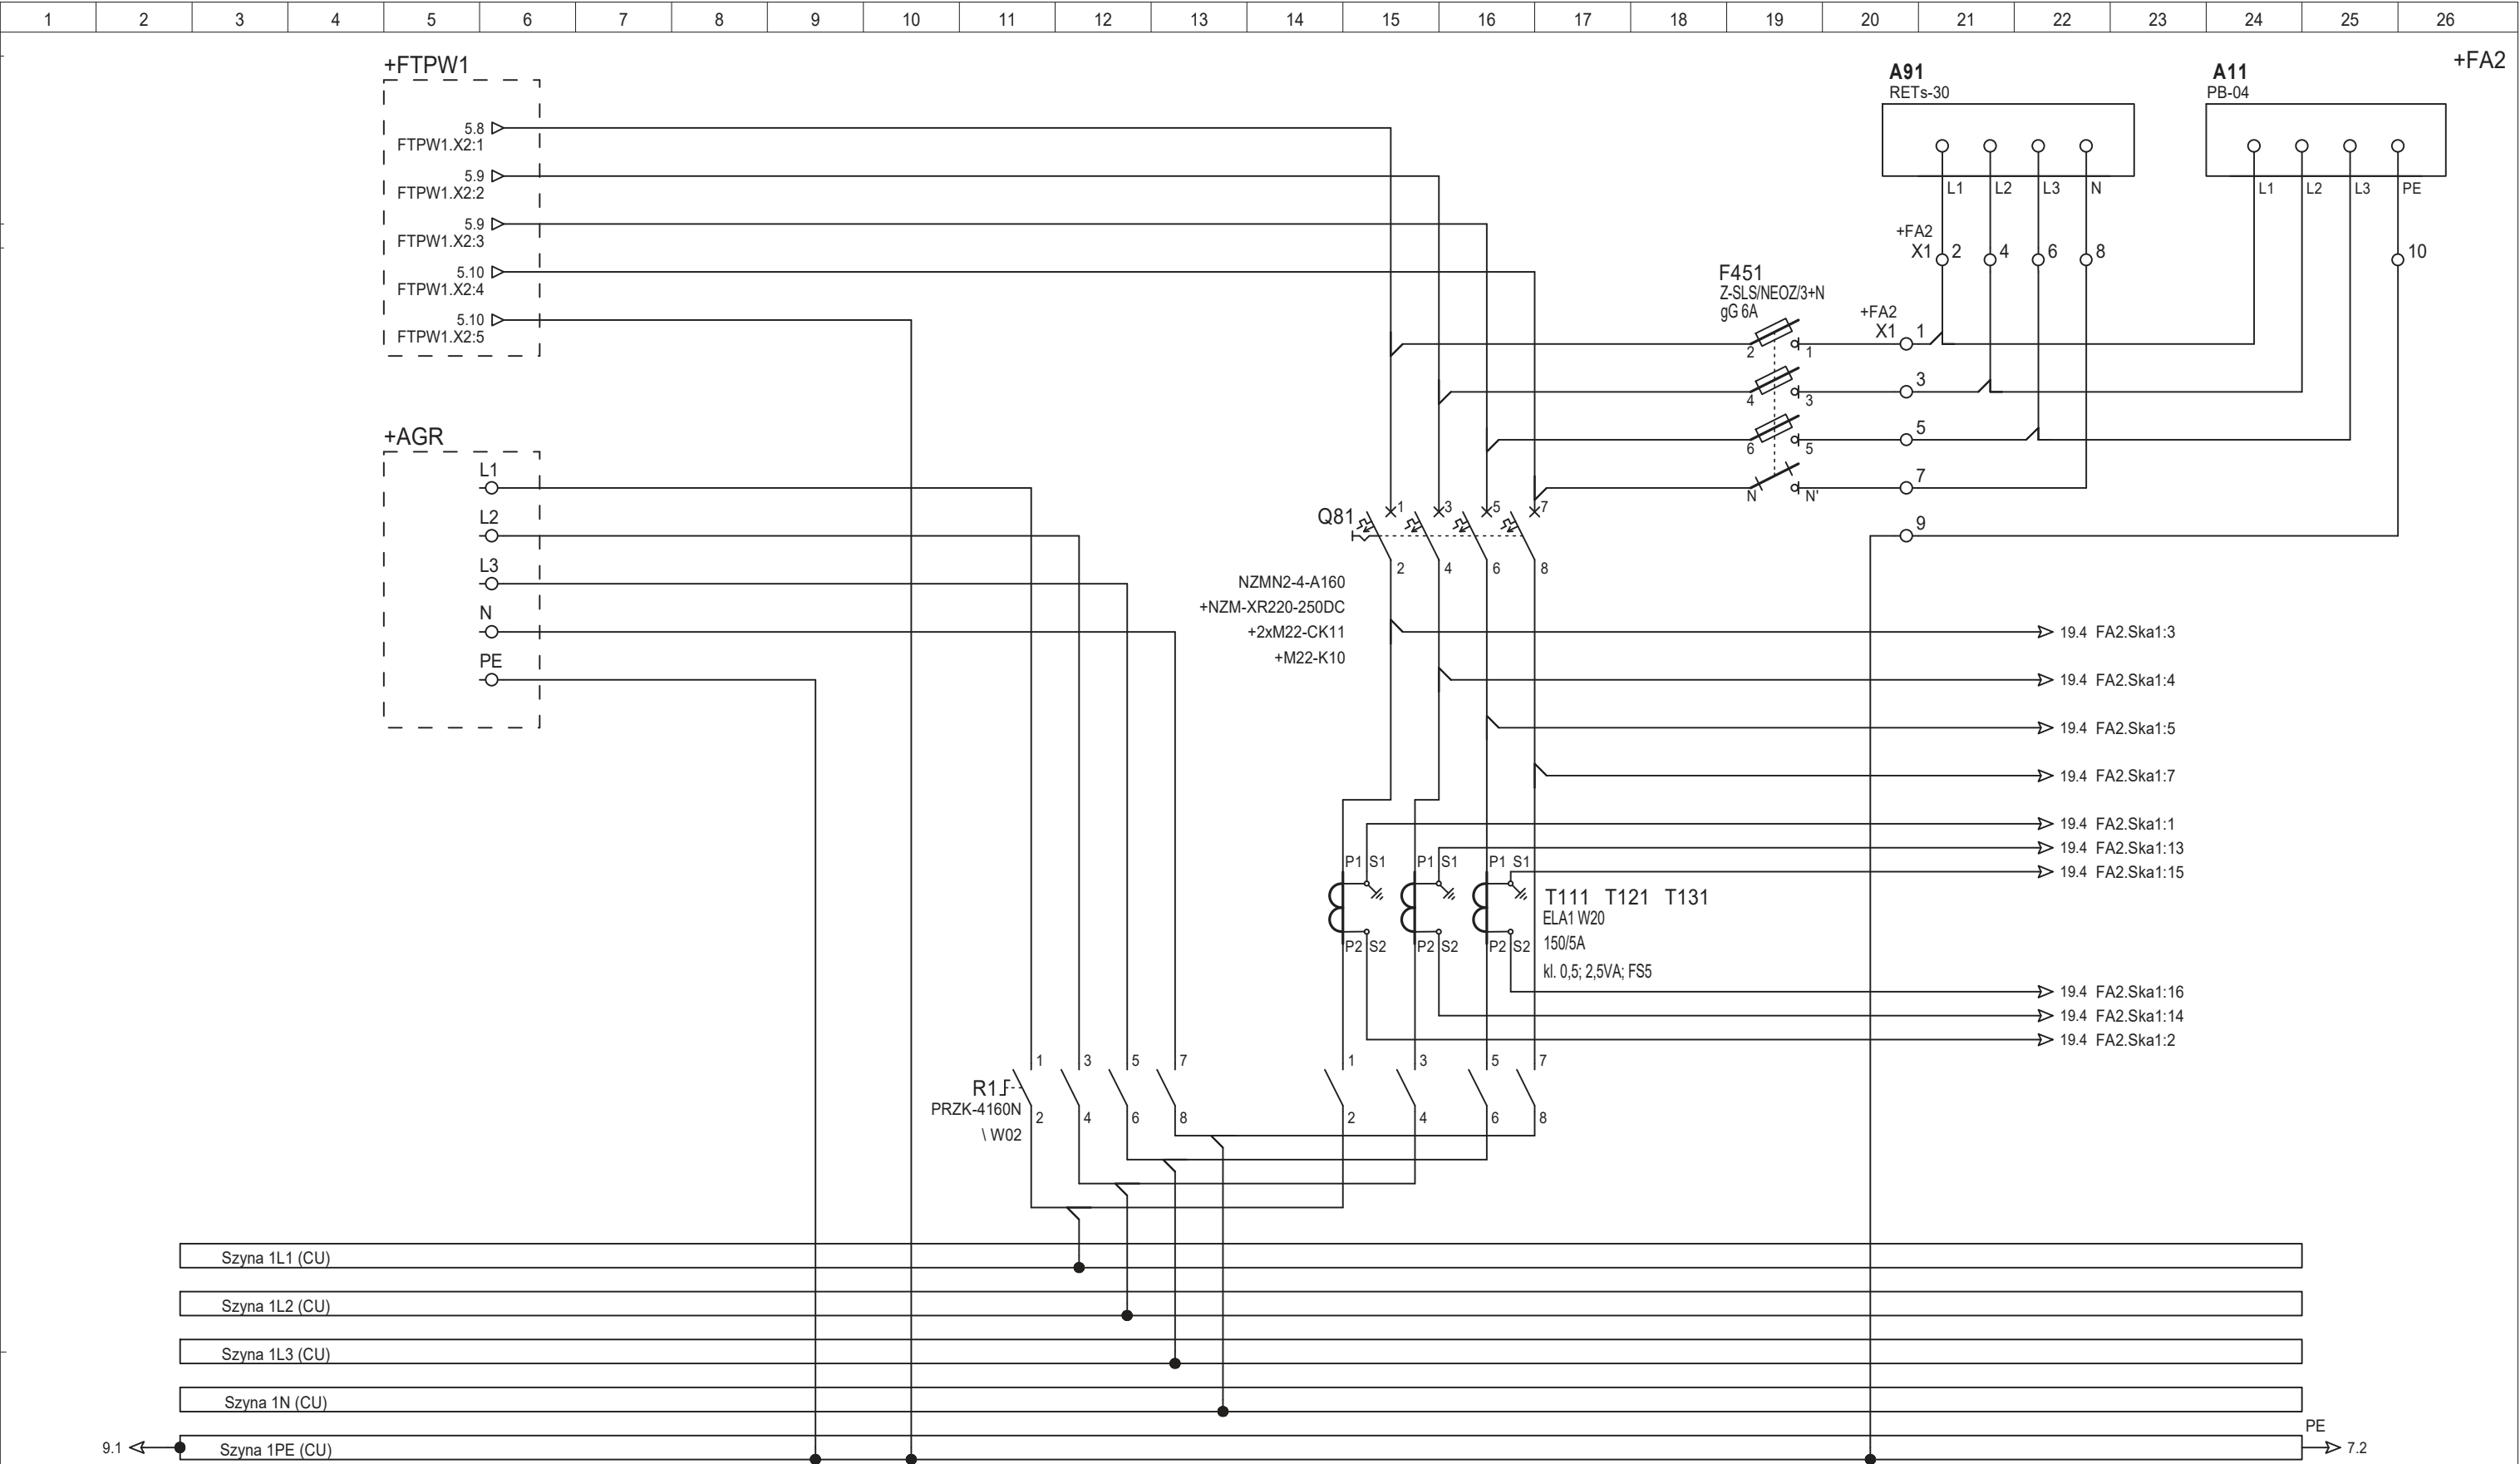 1 2 3 4 5 6 7 8 9 10 11 12 13 14 15 16 17 18 19 20 21 22 23 24 25 26
+FA2
+FTPW1
5.8
FTPW1.X2:1
5.9
FTPW1.X2:2
5.9
FTPW1.X2:3
5.10
FTPW1.X2:4
5.10
FTPW1.X2:5
A91
RETs-30
L1 L2 L3 N
A11
PB-04
L1 L2 L3 PE
+FA2
X1 2 4 6 8 10
F451
Z-SLS/NEOZ/3+N
gG 6A
+FA2
2 1 X1 1
4 3 3
6 5 5
N N' 7
9
+AGR
L1
L2
L3
N
PE
Q81 1 3 5 7
2 4 6 8
NZMN2-4-A160
+NZM-XR220-250DC
+2xM22-CK11
+M22-K10
19.4 FA2.Ska1:3
19.4 FA2.Ska1:4
19.4 FA2.Ska1:5
19.4 FA2.Ska1:7
19.4 FA2.Ska1:1
19.4 FA2.Ska1:13
19.4 FA2.Ska1:15
P1 S1 P1 S1 P1 S1
T111 T121 T131
ELA1 W20
150/5A
kl. 0,5; 2,5VA; FS5
P2 S2 P2 S2 P2 S2
19.4 FA2.Ska1:16
19.4 FA2.Ska1:14
19.4 FA2.Ska1:2
1 3 5 7 1 3 5 7
R1
PRZK-4160N
\ W02
2 4 6 8 2 4 6 8
Szyna 1L1 (CU)
Szyna 1L2 (CU)
Szyna 1L3 (CU)
Szyna 1N (CU)
PE
9.1 Szyna 1PE (CU) 7.2